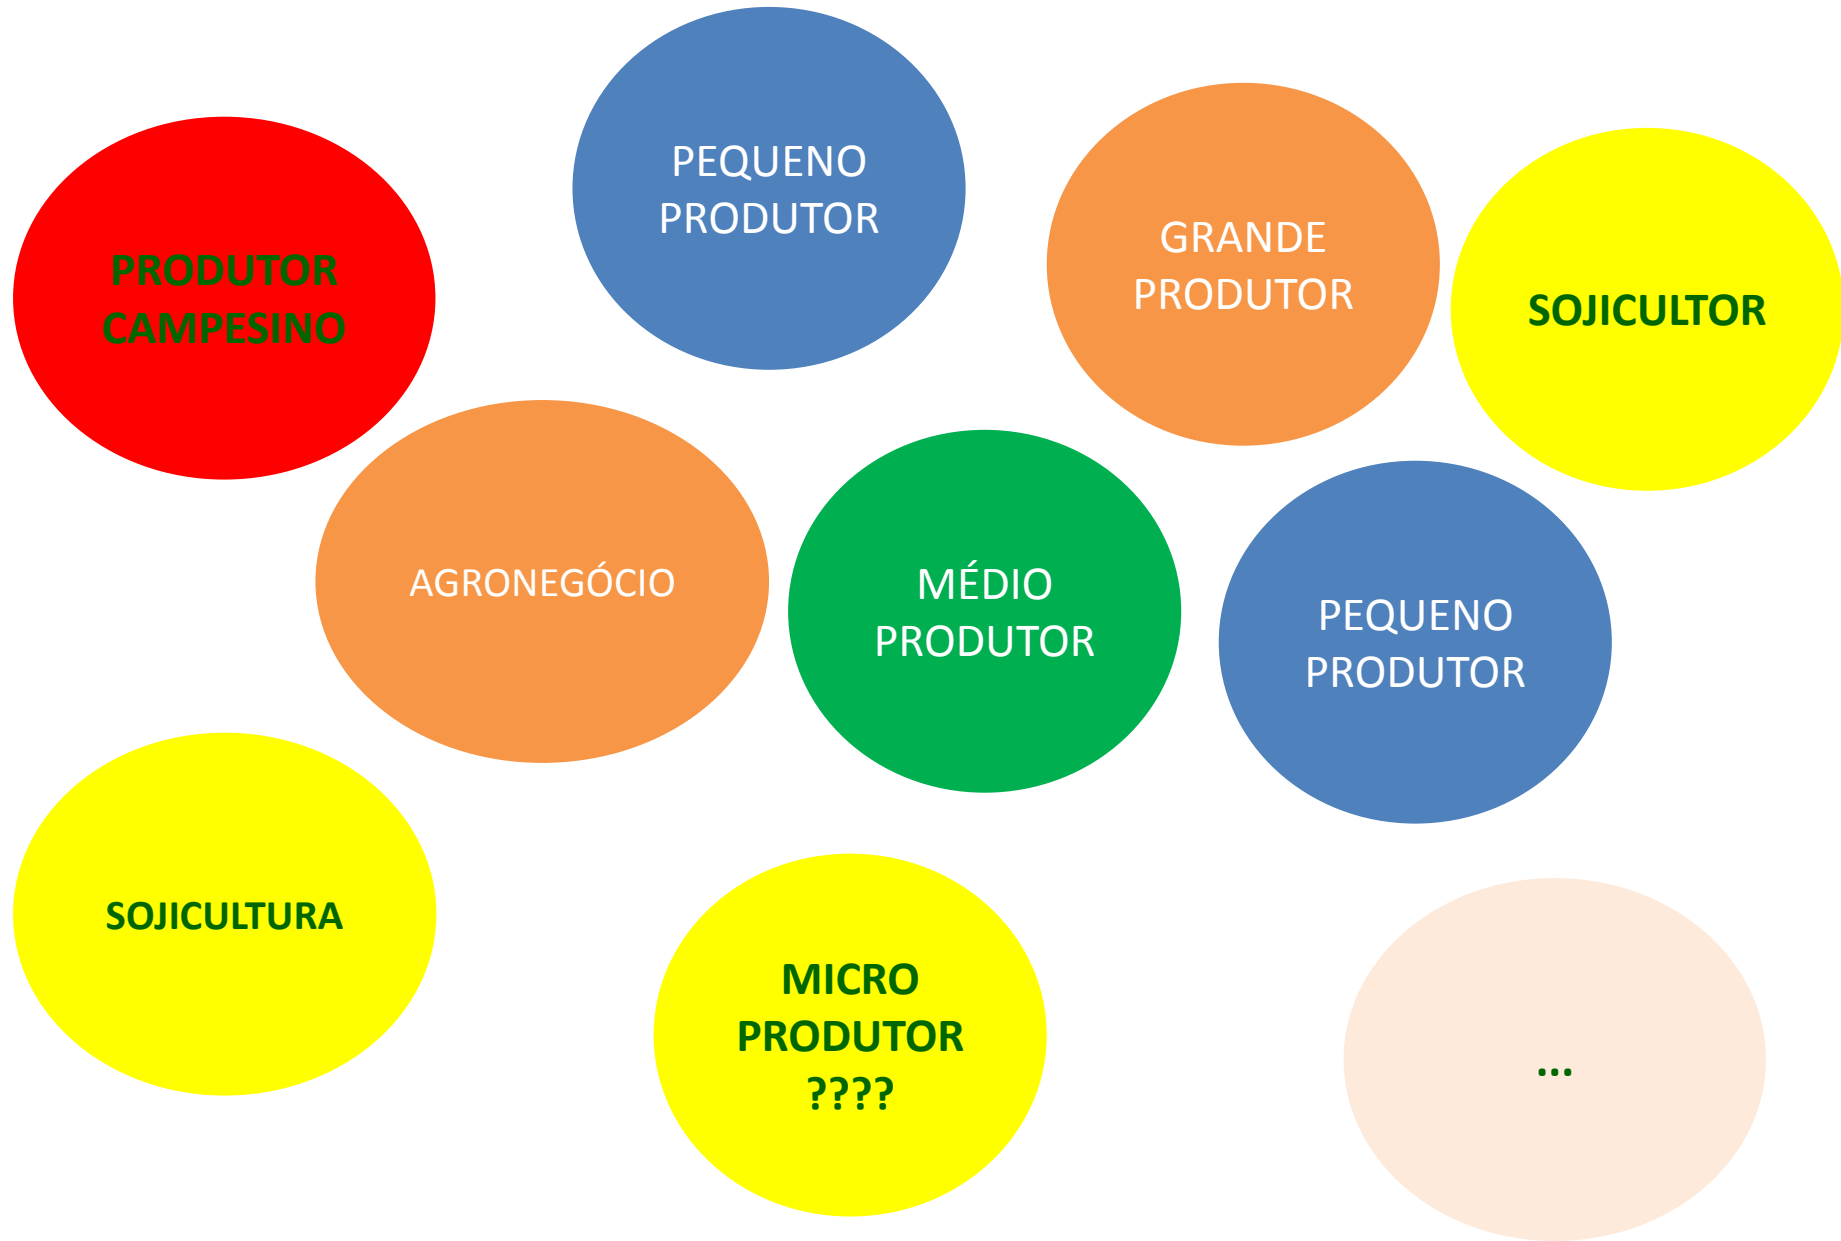 PEQUENO
PRODUTOR
GRANDE
PRODUTOR
PRODUTOR
CAMPESINO
SOJICULTOR
AGRONEGÓCIO
MÉDIO
PRODUTOR
PEQUENO
PRODUTOR
SOJICULTURA
MICRO
PRODUTOR
????
...